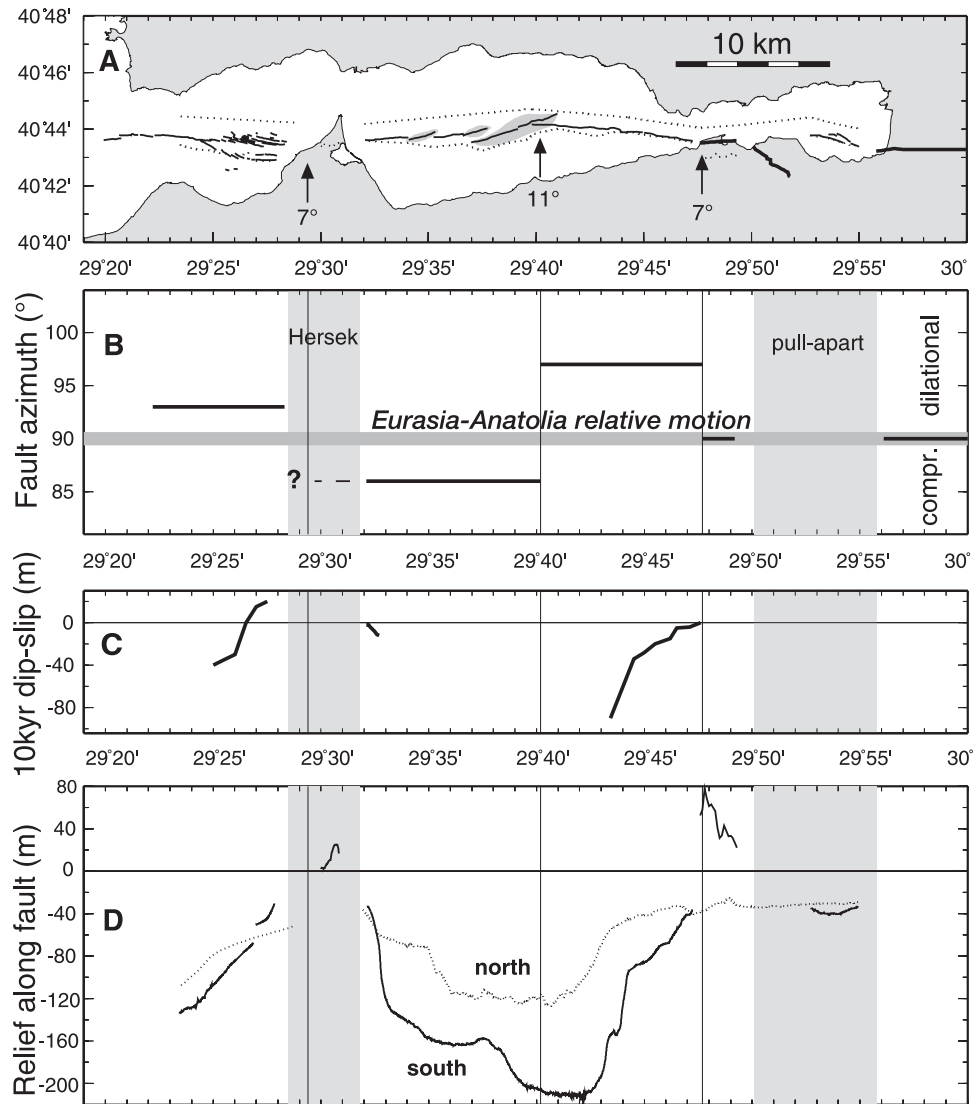 40°48'
40°46'
40°44'
40°42'
40°40'
A
10 km
7°
11°
7°
29°20' 29°25' 29°30' 29°35' 29°40' 29°45' 29°50' 29°55' 30°
Fault azimuth (°)
100
95
90
85
B
Hersek
pull-apart
dilational
Eurasia-Anatolia relative motion
compr.
?
29°20' 29°25' 29°30' 29°35' 29°40' 29°45' 29°50' 29°55' 30°
10kyr dip-slip (m)
0
-40
-80
C
29°20' 29°25' 29°30' 29°35' 29°40' 29°45' 29°50' 29°55' 30°
Relief along fault (m)
80
40
0
-40
-80
-120
-160
-200
D
north
south